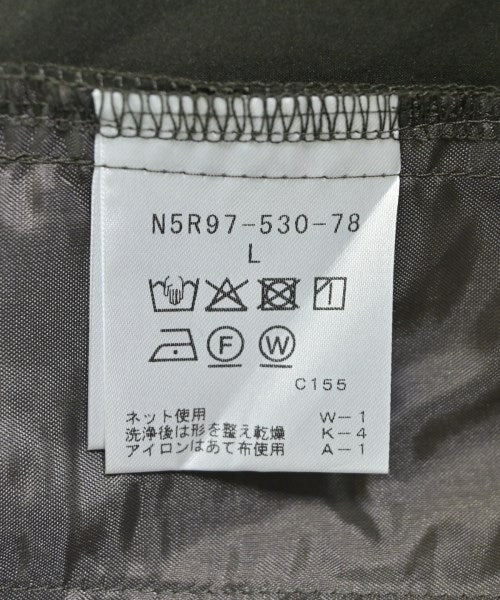 N5R97-530-78
L
F W
C155
ネット使用 W-1
洗浄後は形を整え乾燥 K-4
アイロンはあて布使用 A-1